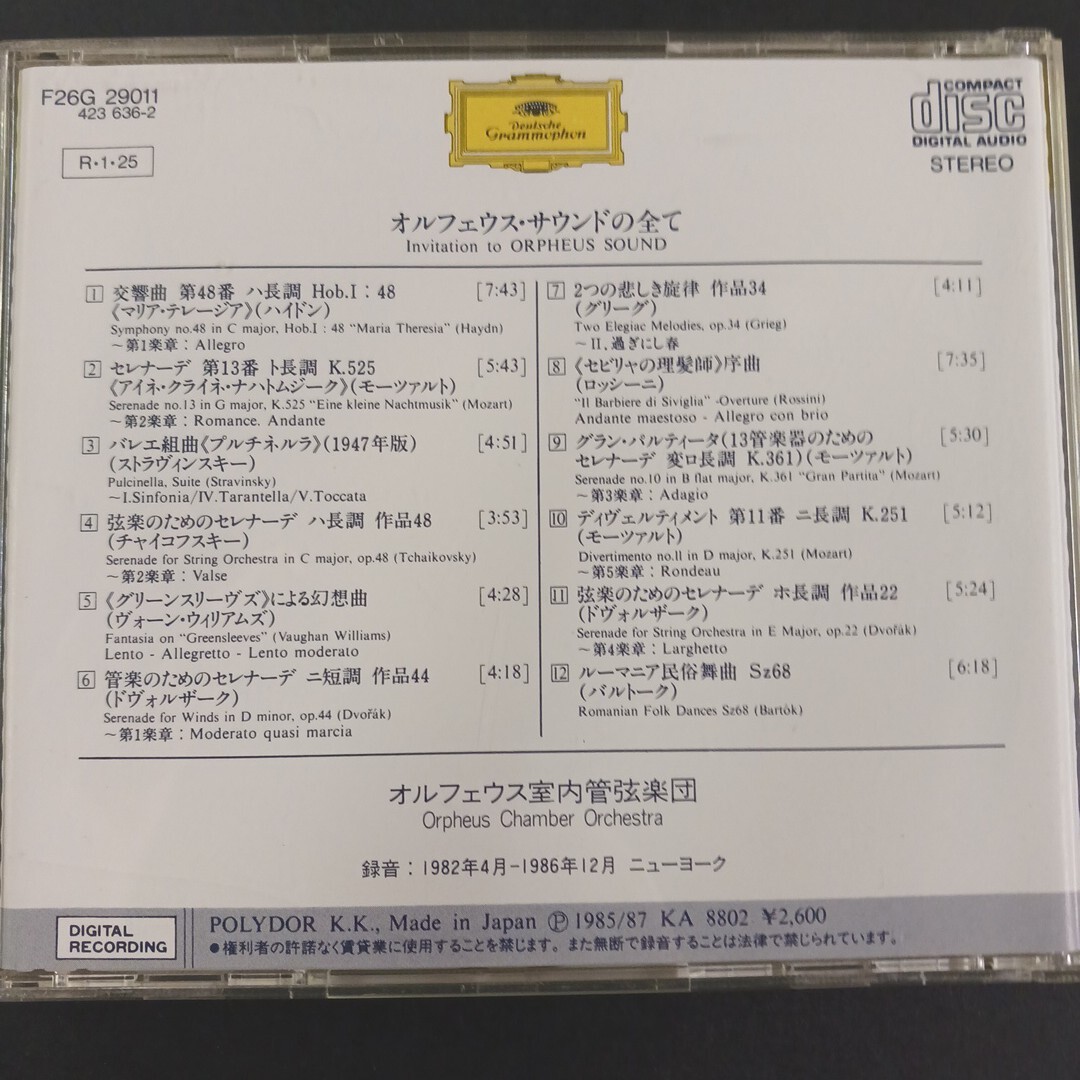 F26G 29011
423 636-2
R・1・25
Deutsche
Grammophon
COMPACT
disc
DIGITAL AUDIO
STEREO
オルフェウス・サウンドの全て
Invitation to ORPHEUS SOUND
1 交響曲 第48番 ハ長調 Hob.I : 48 [7:43]
《マリア・テレージア》(ハイドン)
Symphony no.48 in C major, Hob.I : 48 “Maria Theresia” (Haydn)
～第1楽章 : Allegro
2 セレナーデ 第13番 ト長調 K.525 [5:43]
《アイネ・クライネ・ナハトムジーク》(モーツァルト)
Serenade no.13 in G major, K.525 “Eine kleine Nachtmusik” (Mozart)
～第2楽章 : Romance. Andante
3 バレエ組曲《プルチネルラ》(1947年版) [4:51]
(ストラヴィンスキー)
Pulcinella, Suite (Stravinsky)
～I.Sinfonia/IV.Tarantella/V.Toccata
4 弦楽のためのセレナーデ ハ長調 作品48 [3:53]
(チャイコフスキー)
Serenade for String Orchestra in C major, op.48 (Tchaikovsky)
～第2楽章 : Valse
5 《グリーンスリーヴズ》による幻想曲 [4:28]
(ヴォーン・ウィリアムズ)
Fantasia on “Greensleeves” (Vaughan Williams)
Lento - Allegretto - Lento moderato
6 管楽のためのセレナーデ ニ短調 作品44 [4:18]
(ドヴォルザーク)
Serenade for Winds in D minor, op.44 (Dvořák)
～第1楽章 : Moderato quasi marcia
7 2つの悲しき旋律 作品34 [4:11]
(グリーグ)
Two Elegiac Melodies, op.34 (Grieg)
～II, 過ぎにし春
8 《セビリャの理髪師》序曲 [7:35]
(ロッシーニ)
“Il Barbiere di Siviglia” -Overture (Rossini)
Andante maestoso - Allegro con brio
9 グラン・パルティータ(13管楽器のための [5:30]
セレナーデ 変ロ長調 K.361)(モーツァルト)
Serenade no.10 in B flat major, K.361 “Gran Partita” (Mozart)
～第3楽章 : Adagio
10 ディヴェルティメント 第11番 ニ長調 K.251 [5:12]
(モーツァルト)
Divertimento no.11 in D major, K.251 (Mozart)
～第5楽章 : Rondeau
11 弦楽のためのセレナーデ ホ長調 作品22 [5:24]
(ドヴォルザーク)
Serenade for String Orchestra in E Major, op.22 (Dvořák)
～第4楽章 : Larghetto
12 ルーマニア民俗舞曲 Sz68 [6:18]
(バルトーク)
Romanian Folk Dances Sz68 (Bartók)
オルフェウス室内管弦楽団
Orpheus Chamber Orchestra
録音 : 1982年4月-1986年12月 ニューヨーク
DIGITAL
RECORDING
POLYDOR K.K., Made in Japan Ⓟ 1985/87 KA 8802 ¥2,600
●権利者の許諾なく賃貸業に使用することを禁じます。また無断で録音することは法律で禁じられています。